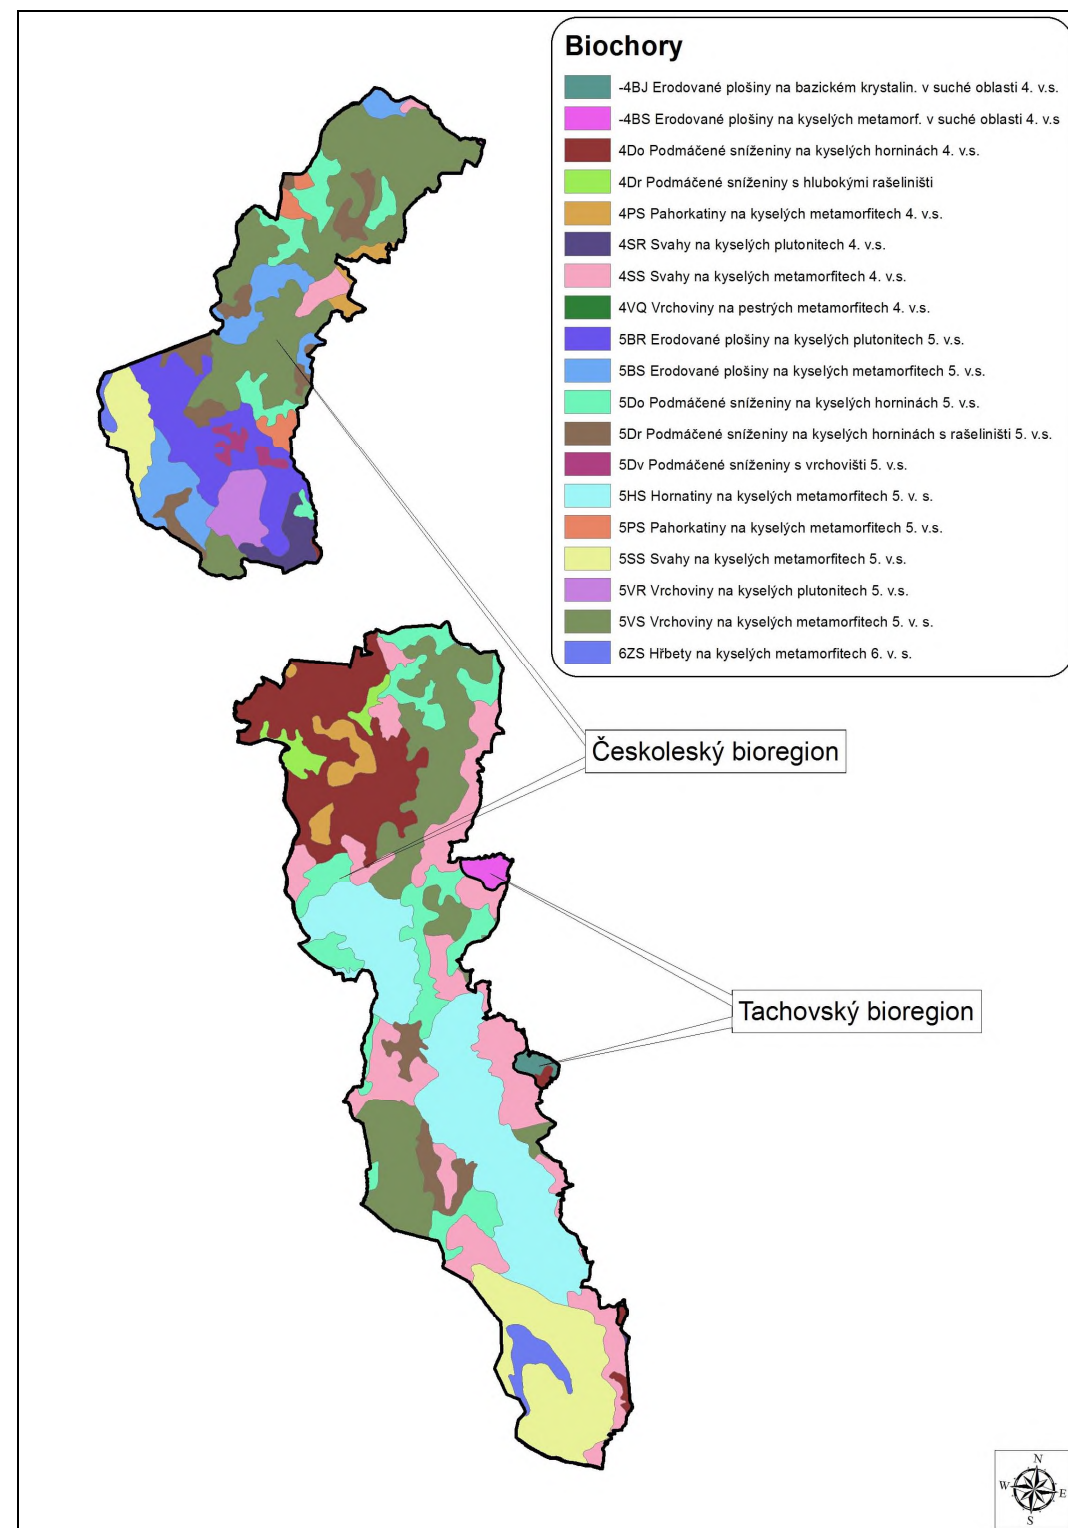 Biochory
-4BJ Erodované plošiny na bazickém krystalin. v suché oblasti 4. v.s.
-4BS Erodované plošiny na kyselých metamorf. v suché oblasti 4. v.s
4Do Podmáčené sníženiny na kyselých horninách 4. v.s.
4Dr Podmáčené sníženiny s hlubokými rašeliništi
4PS Pahorkatiny na kyselých metamorfitech 4. v.s.
4SR Svahy na kyselých plutonitech 4. v.s.
4SS Svahy na kyselých metamorfitech 4. v.s.
4VQ Vrchoviny na pestrých metamorfitech 4. v.s.
5BR Erodované plošiny na kyselých plutonitech 5. v.s.
5BS Erodované plošiny na kyselých metamorfitech 5. v.s.
5Do Podmáčené sníženiny na kyselých horninách 5. v.s.
5Dr Podmáčené sníženiny na kyselých horninách s rašeliništi 5. v.s.
5Dv Podmáčené sníženiny s vrchovišti 5. v.s.
5HS Hornatiny na kyselých metamorfitech 5. v. s.
5PS Pahorkatiny na kyselých metamorfitech 5. v.s.
5SS Svahy na kyselých metamorfitech 5. v.s.
5VR Vrchoviny na kyselých plutonitech 5. v.s.
5VS Vrchoviny na kyselých metamorfitech 5. v. s.
6ZS Hřbety na kyselých metamorfitech 6. v. s.
Českoleský bioregion
Tachovský bioregion
N
W
E
S